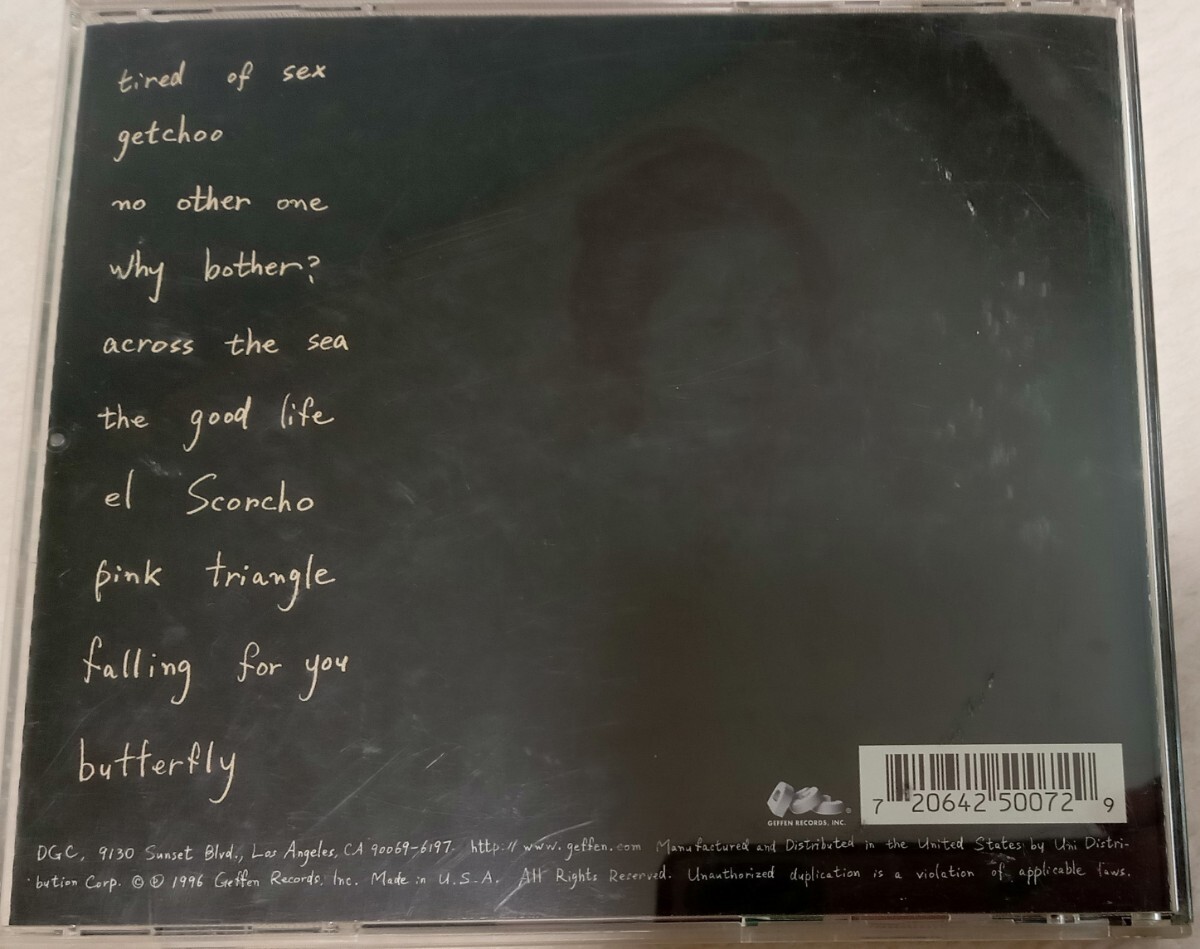 tired of sex
getchoo
no other one
why bother?
across the sea
the good life
el Scorcho
pink triangle
falling for you
butterfly
GEFFEN RECORDS, INC.
7 20642 50072 9
DGC, 9130 Sunset Blvd., Los Angeles, CA 90069-6197 http://www.geffen.com Manufactured and Distributed in the United States by Uni Distri-
bution Corp. © ℗ 1996 Geffen Records, Inc. Made in U.S.A. All Rights Reserved. Unauthorized duplication is a violation of applicable laws.